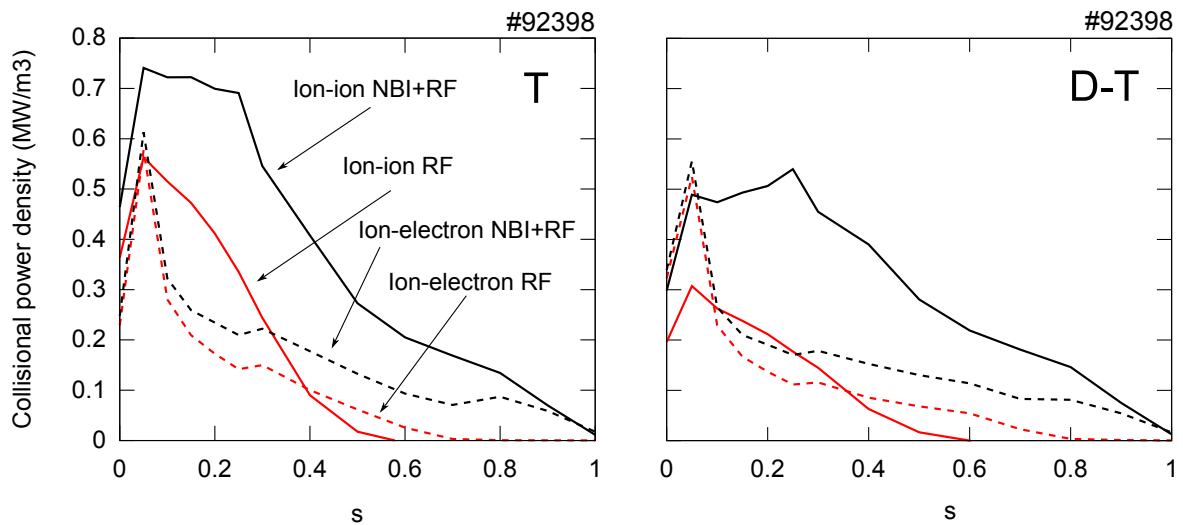 #92398
#92398
Collisional power density (MW/m3)
0.8
0.7
0.6
0.5
0.4
0.3
0.2
0.1
0
T
D-T
Ion-ion NBI+RF
Ion-ion RF
Ion-electron NBI+RF
Ion-electron RF
0 0.2 0.4 0.6 0.8 1
0 0.2 0.4 0.6 0.8 1
s
s